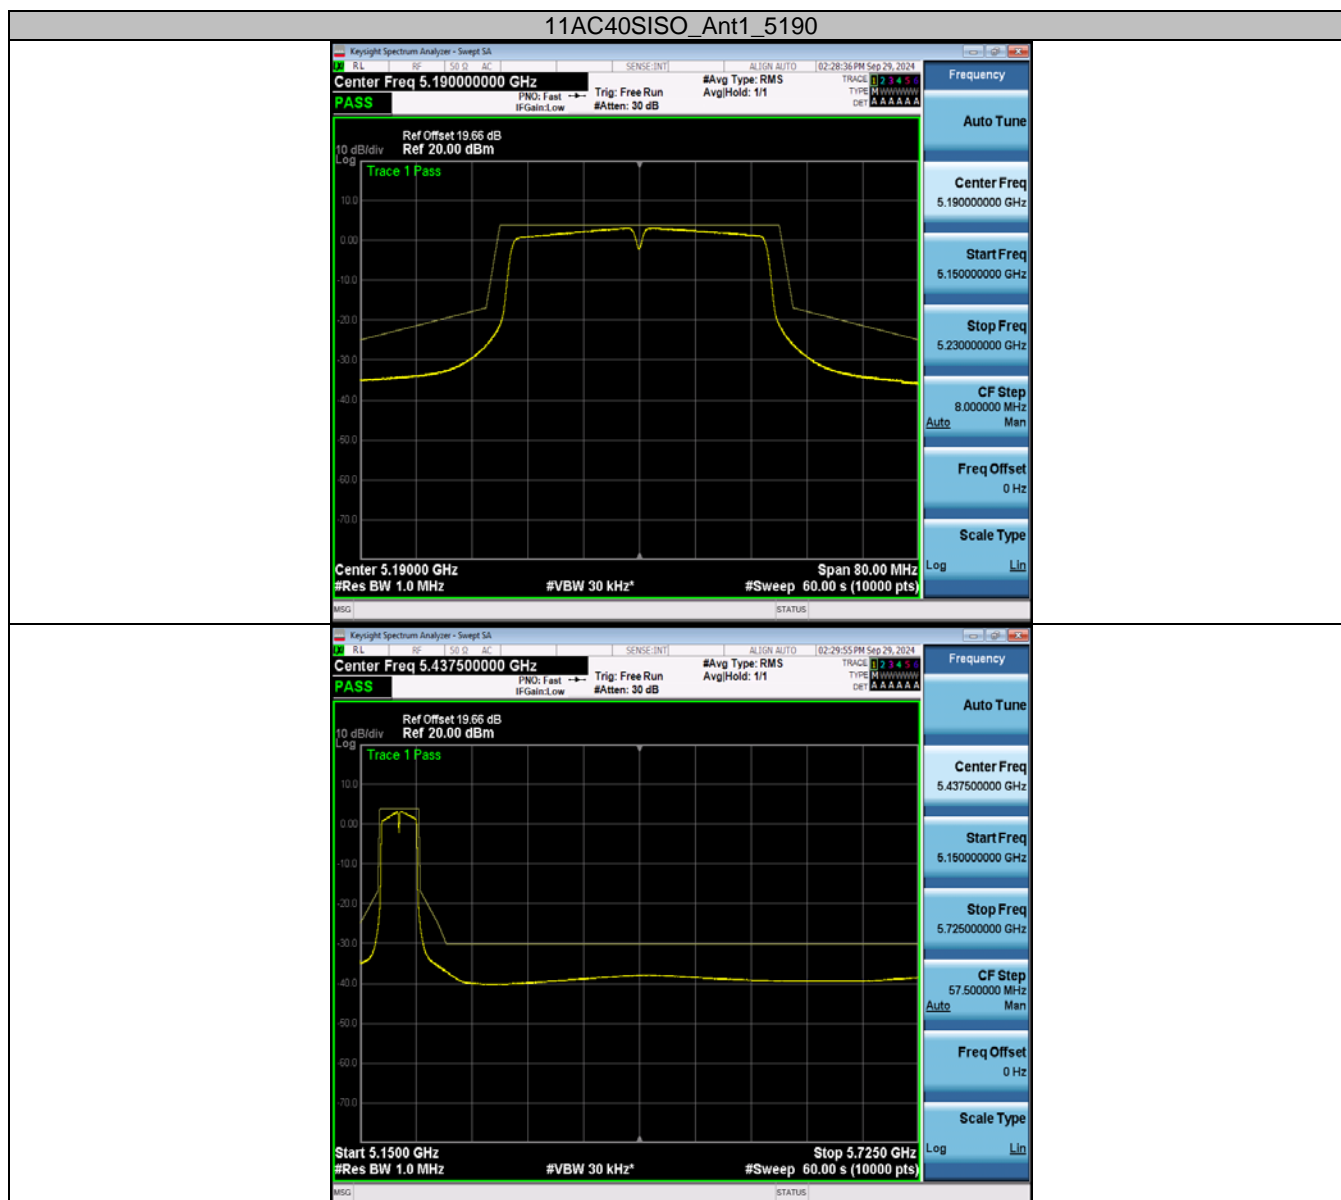 11AC40SISO_Ant1_5190
Keysight Spectrum Analyzer - Swept SA
RL RF 50 Ω AC SENSE:INT ALIGN AUTO 02:28:36 PM Sep 29, 2024
Center Freq 5.190000000 GHz
PASS
PNO: Fast
IFGain:Low
Trig: Free Run
#Atten: 30 dB
#Avg Type: RMS
Avg|Hold: 1/1
TRACE 1 2 3 4 5 6
TYPE M WWWWW
DET A A A A A A
Frequency
Ref Offset 19.66 dB
10 dB/div Ref 20.00 dBm
Log
Trace 1 Pass
10.0
0.00
-10.0
-20.0
-30.0
-40.0
-50.0
-60.0
-70.0
Center 5.19000 GHz Span 80.00 MHz
#Res BW 1.0 MHz #VBW 30 kHz* #Sweep 60.00 s (10000 pts)
Auto Tune
Center Freq
5.190000000 GHz
Start Freq
5.150000000 GHz
Stop Freq
5.230000000 GHz
CF Step
8.000000 MHz
Auto Man
Freq Offset
0 Hz
Scale Type
Log Lin
MSG STATUS
Keysight Spectrum Analyzer - Swept SA
RL RF 50 Ω AC SENSE:INT ALIGN AUTO 02:29:55 PM Sep 29, 2024
Center Freq 5.437500000 GHz
PASS
PNO: Fast
IFGain:Low
Trig: Free Run
#Atten: 30 dB
#Avg Type: RMS
Avg|Hold: 1/1
TRACE 1 2 3 4 5 6
TYPE M WWWWW
DET A A A A A A
Frequency
Ref Offset 19.66 dB
10 dB/div Ref 20.00 dBm
Log
Trace 1 Pass
10.0
0.00
-10.0
-20.0
-30.0
-40.0
-50.0
-60.0
-70.0
Start 5.1500 GHz Stop 5.7250 GHz
#Res BW 1.0 MHz #VBW 30 kHz* #Sweep 60.00 s (10000 pts)
Auto Tune
Center Freq
5.437500000 GHz
Start Freq
5.150000000 GHz
Stop Freq
5.725000000 GHz
CF Step
57.500000 MHz
Auto Man
Freq Offset
0 Hz
Scale Type
Log Lin
MSG STATUS